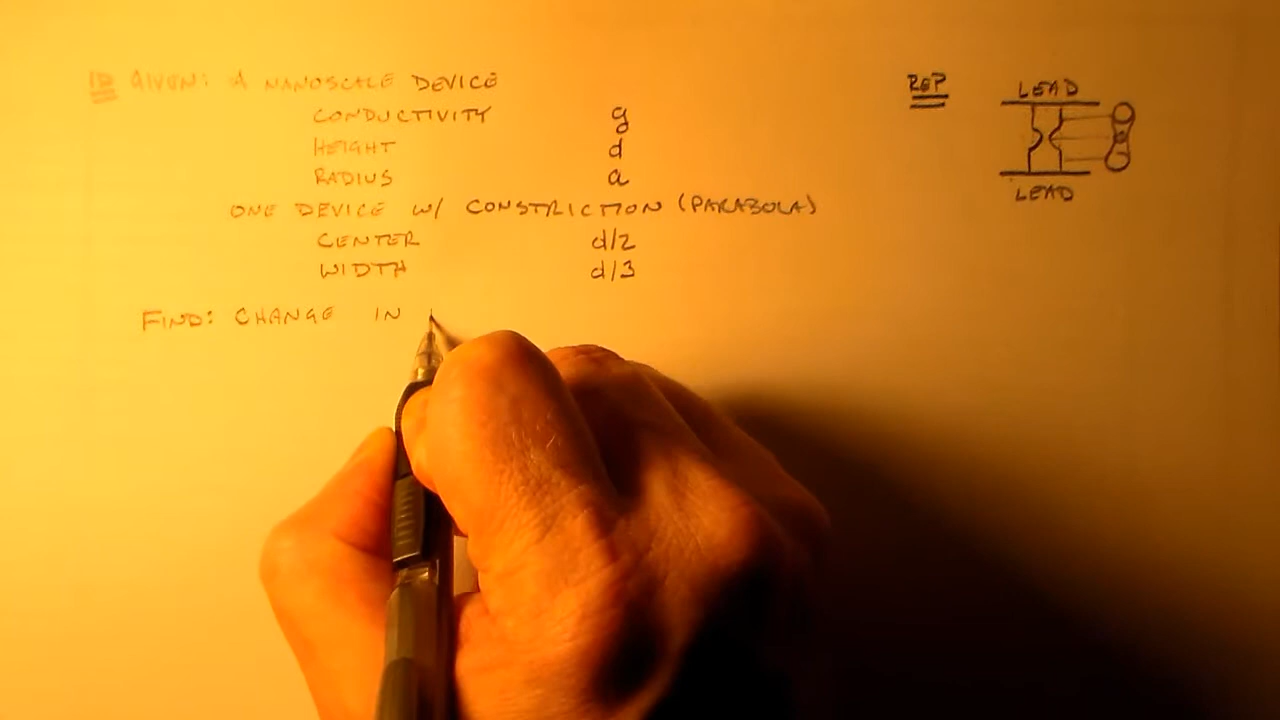 ID GIVEN: A NANOSCALE DEVICE
CONDUCTIVITY g
HEIGHT d
RADIUS a
ONE DEVICE W/ CONSTRICTION (PARABOLA)
CENTER d/2
WIDTH d/3
FIND: CHANGE IN
REP
LEAD
LEAD